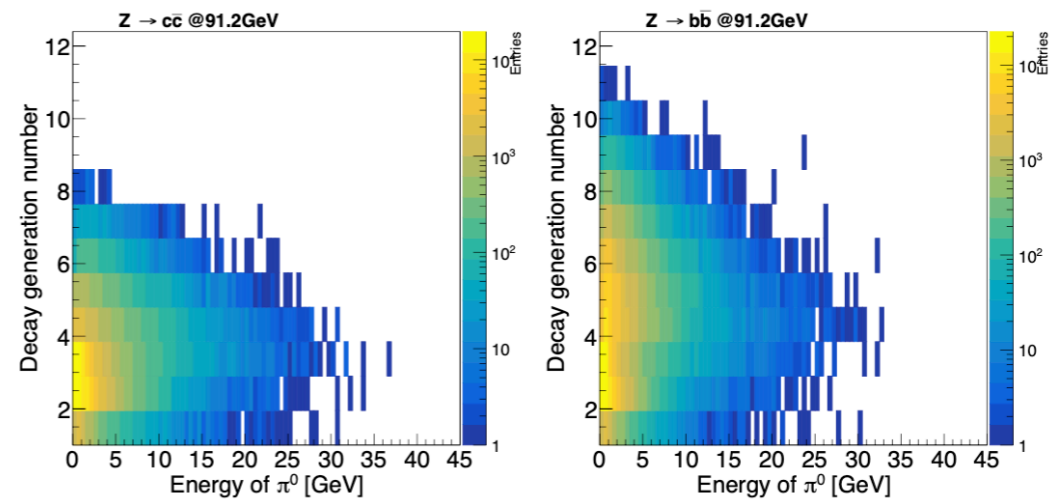 Z → cc̅ @91.2GeV
Decay generation number
12
10
8
6
4
2
0 5 10 15 20 25 30 35 40 45
Energy of π⁰ [GeV]
Entries
10³
10²
10
1
Z → bb̅ @91.2GeV
Decay generation number
12
10
8
6
4
2
0 5 10 15 20 25 30 35 40 45
Energy of π⁰ [GeV]
Entries
10³
10²
10
1